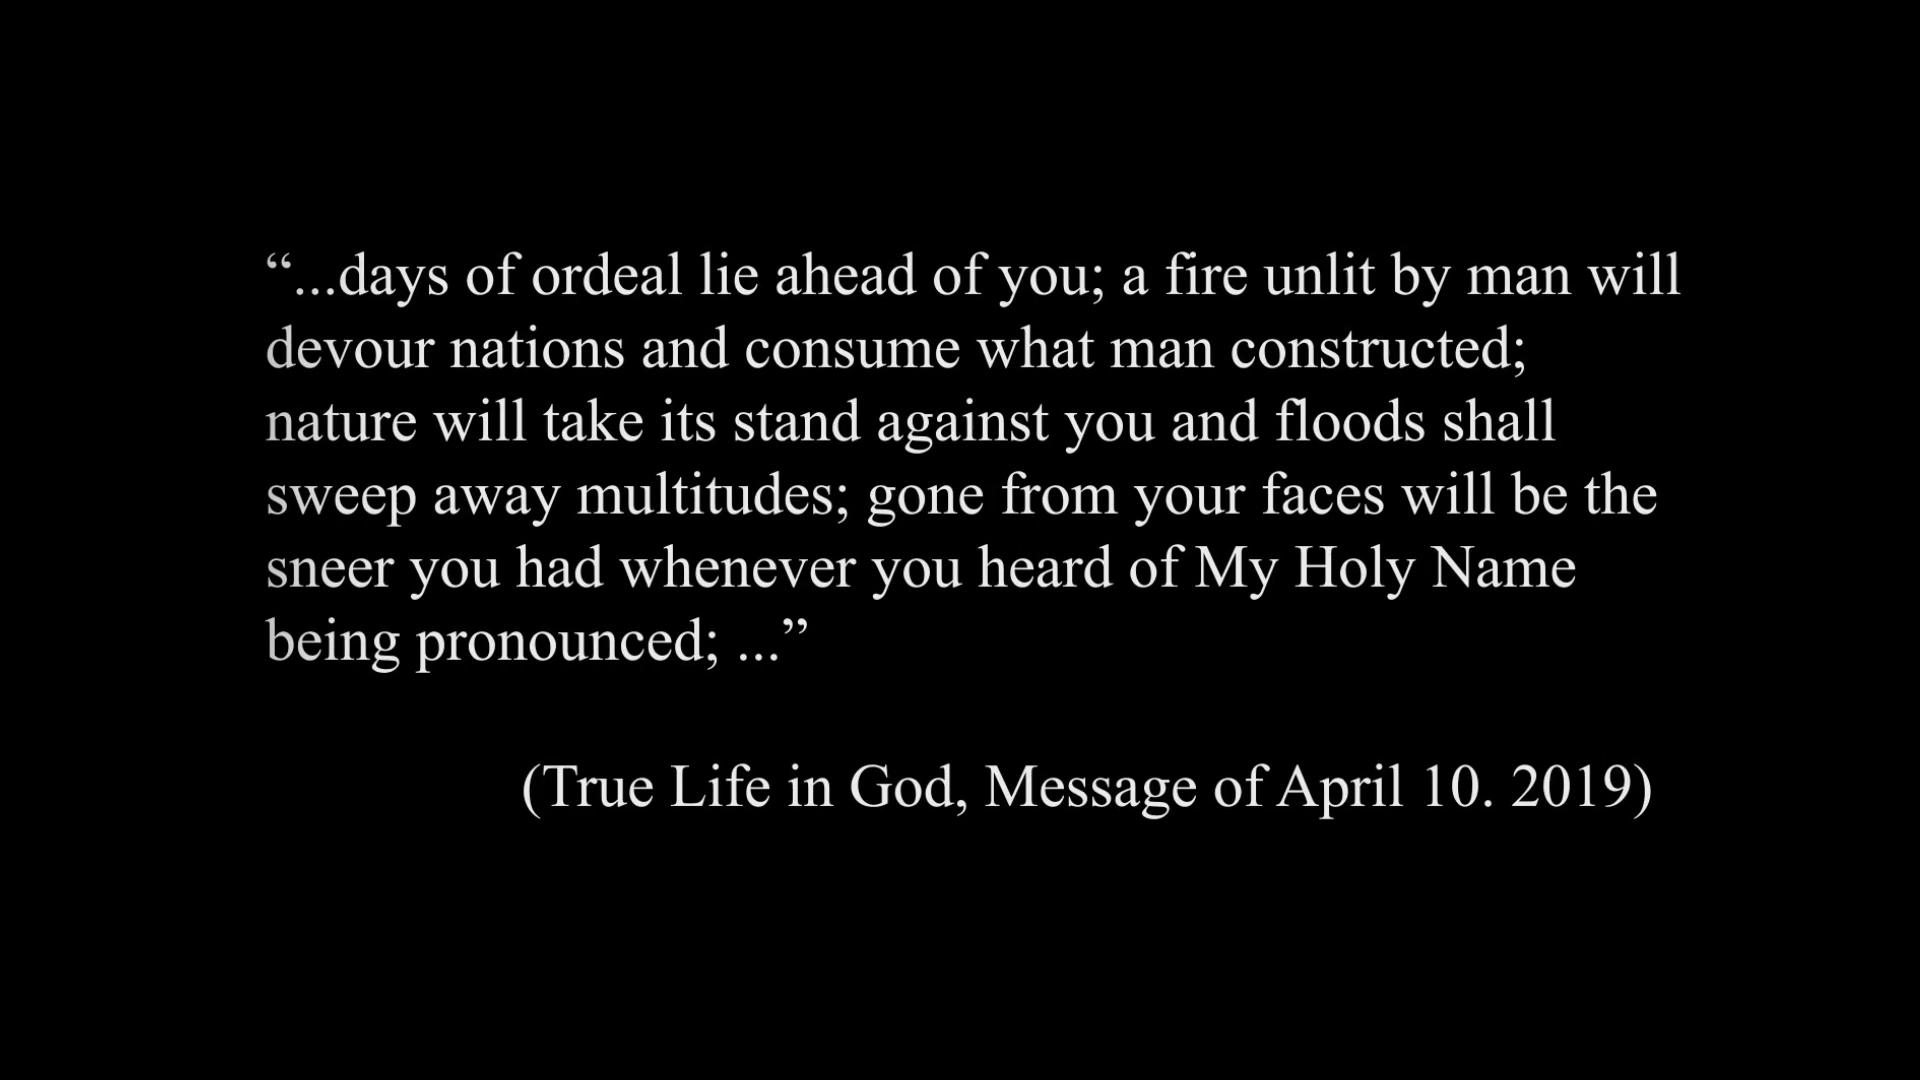 “...days of ordeal lie ahead of you; a fire unlit by man will
devour nations and consume what man constructed;
nature will take its stand against you and floods shall
sweep away multitudes; gone from your faces will be the
sneer you had whenever you heard of My Holy Name
being pronounced; ...”
(True Life in God, Message of April 10. 2019)